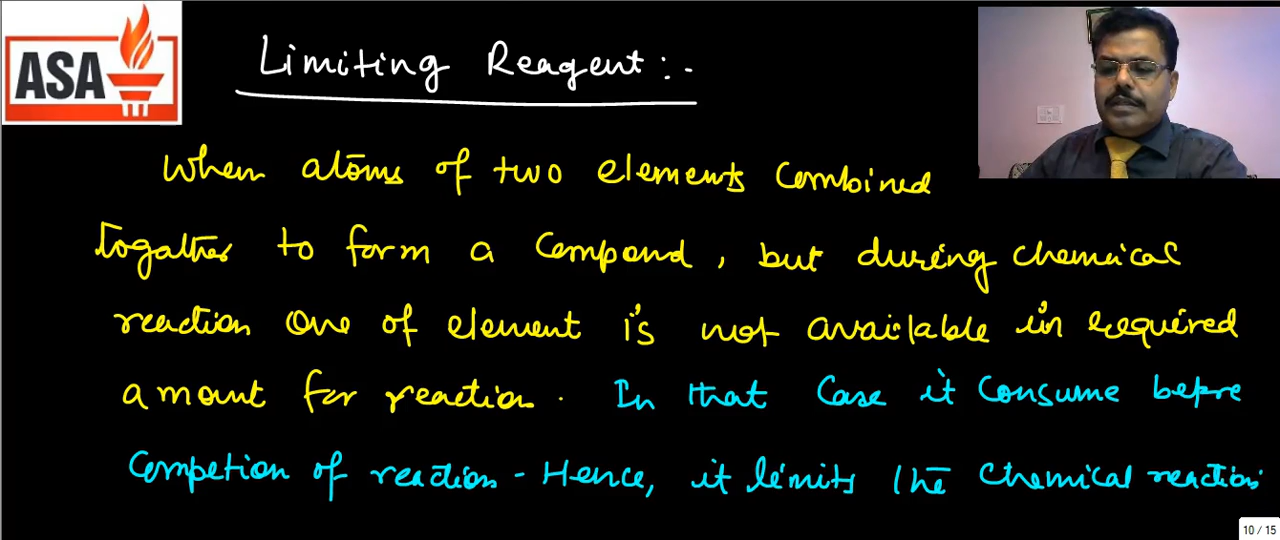 ASA
Limiting Reagent:-
When atoms of two elements combined
togather to form a compond, but during chemical
reaction one of element is not available in required
amount for reaction. In that case it consume before
competion of reaction - Hence, it limits the chemical reaction
10 / 15